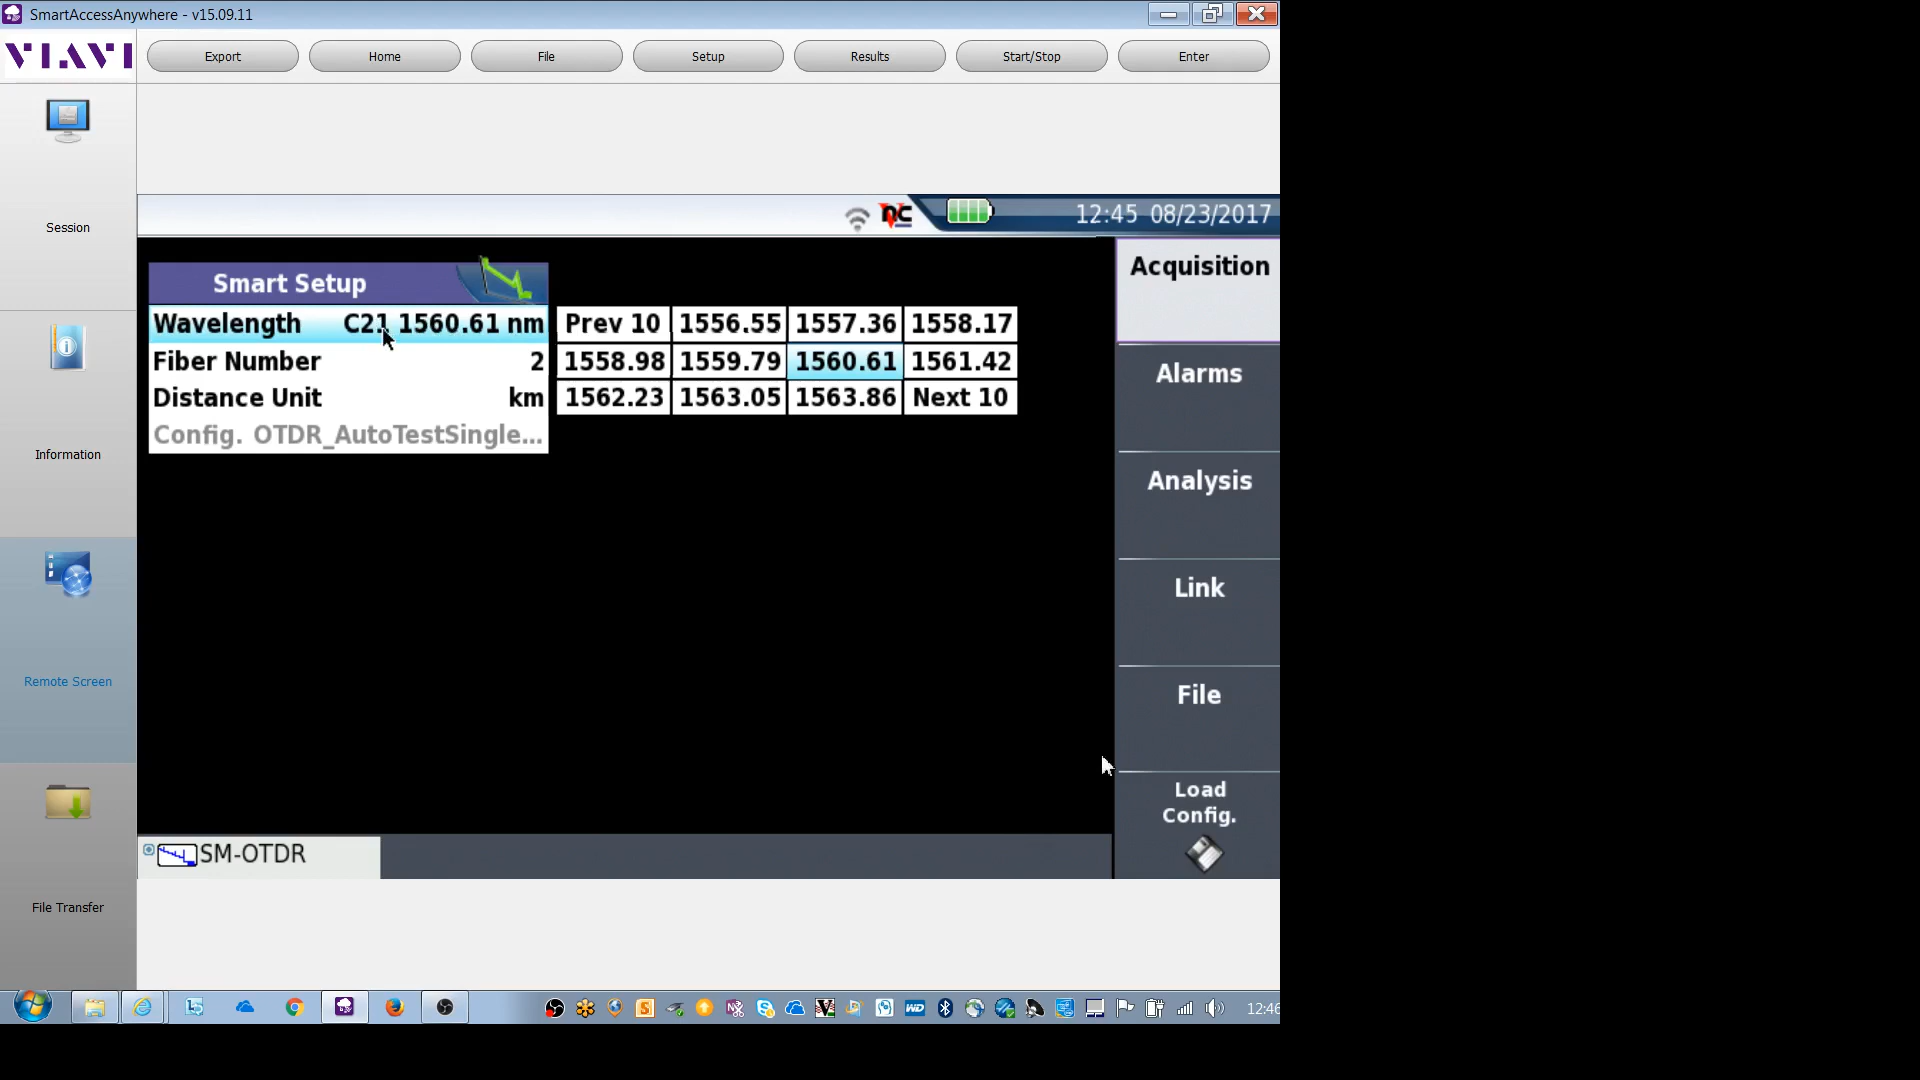 SmartAccessAnywhere - v15.09.11
VIAVI
Export
Home
File
Setup
Results
Start/Stop
Enter
Session
Information
Remote Screen
File Transfer
12:45 08/23/2017
Smart Setup
Wavelength C21 1560.61 nm
Fiber Number 2
Distance Unit km
Config. OTDR_AutoTestSingle...
Prev 10 1556.55 1557.36 1558.17
1558.98 1559.79 1560.61 1561.42
1562.23 1563.05 1563.86 Next 10
Acquisition
Alarms
Analysis
Link
File
Load
Config.
SM-OTDR
12:46